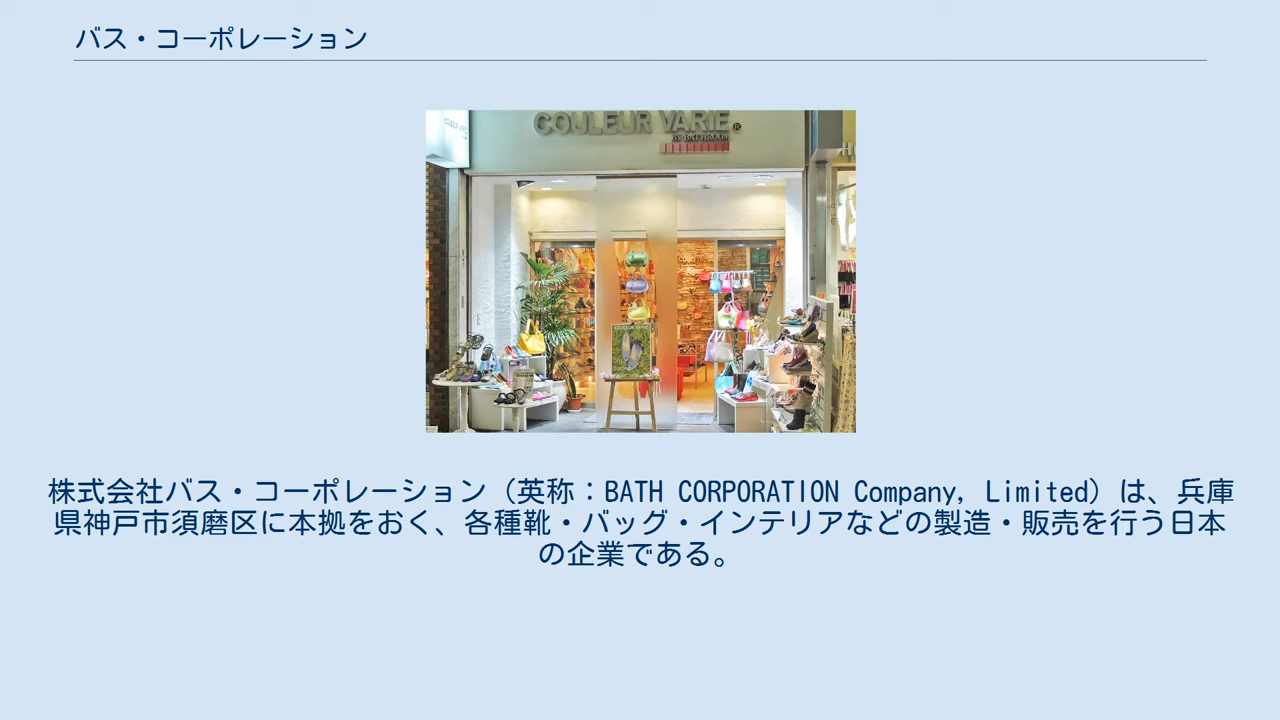 バス・コーポレーション
COULEUR VARIE
BY BATHROOM
COULEUR VARIE
株式会社バス・コーポレーション（英称：BATH CORPORATION Company, Limited）は、兵庫
県神戸市須磨区に本拠をおく、各種靴・バッグ・インテリアなどの製造・販売を行う日本
の企業である。